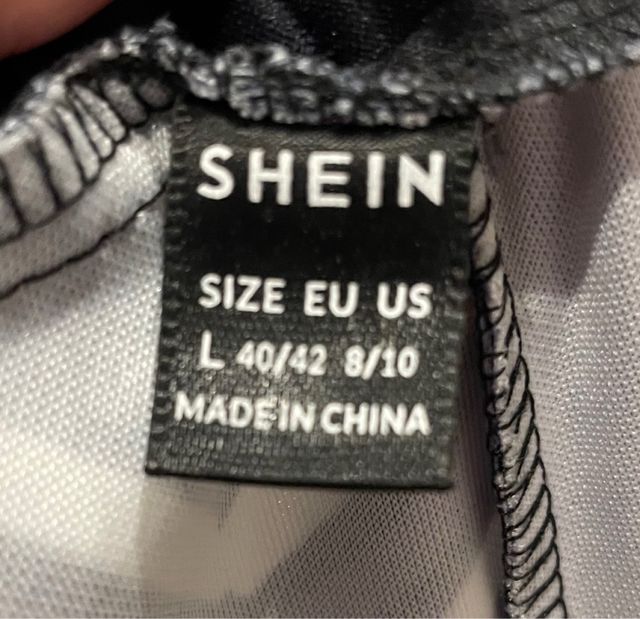 SHEIN
SIZE EU US
L 40/42 8/10
MADE IN CHINA